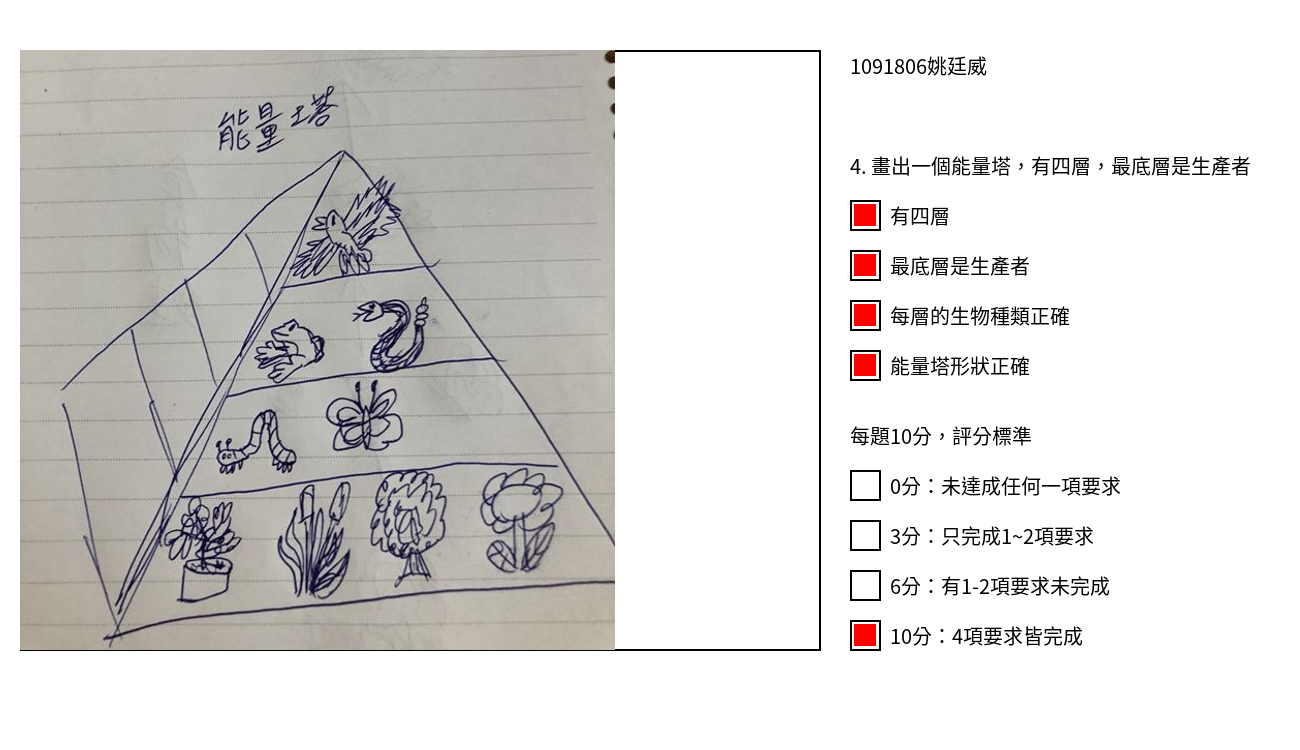 能量塔
1091806姚廷威
4. 畫出一個能量塔，有四層，最底層是生產者
有四層
最底層是生產者
每層的生物種類正確
能量塔形狀正確
每題10分，評分標準
0分：未達成任何一項要求
3分：只完成1~2項要求
6分：有1-2項要求未完成
10分：4項要求皆完成